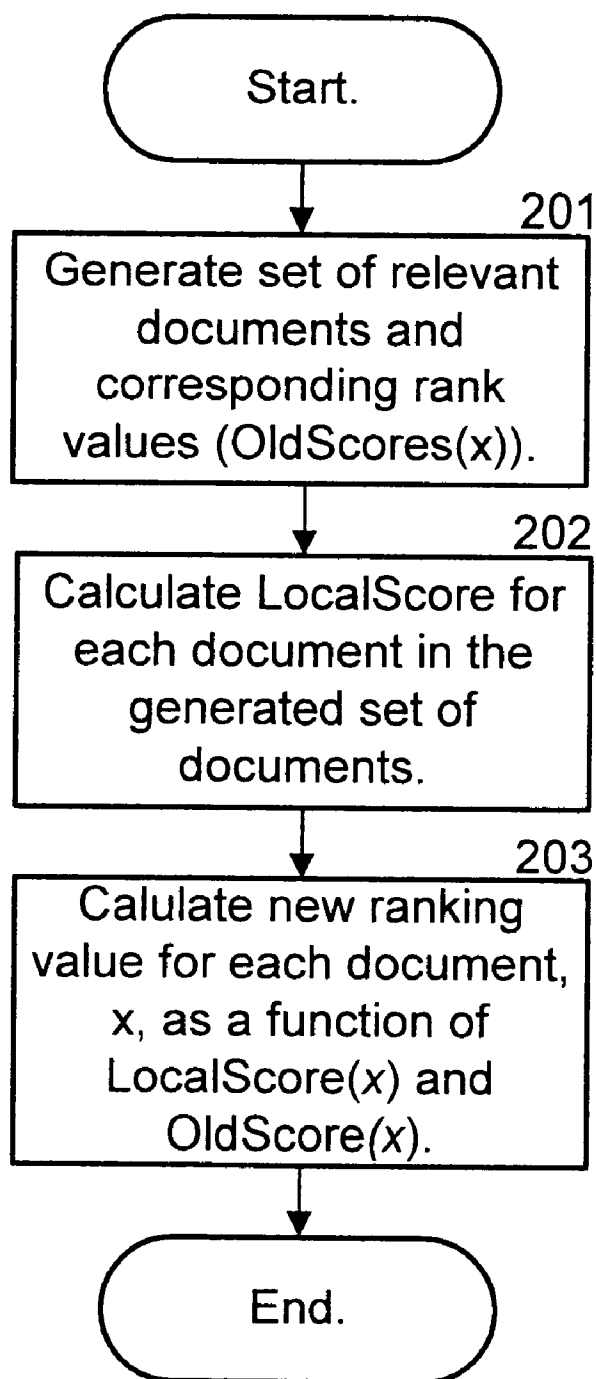 Start.
201
Generate set of relevant
documents and
corresponding rank
values (OldScores(x)).
202
Calculate LocalScore for
each document in the
generated set of
documents.
203
Calulate new ranking
value for each document,
x, as a function of
LocalScore(x) and
OldScore(x).
End.